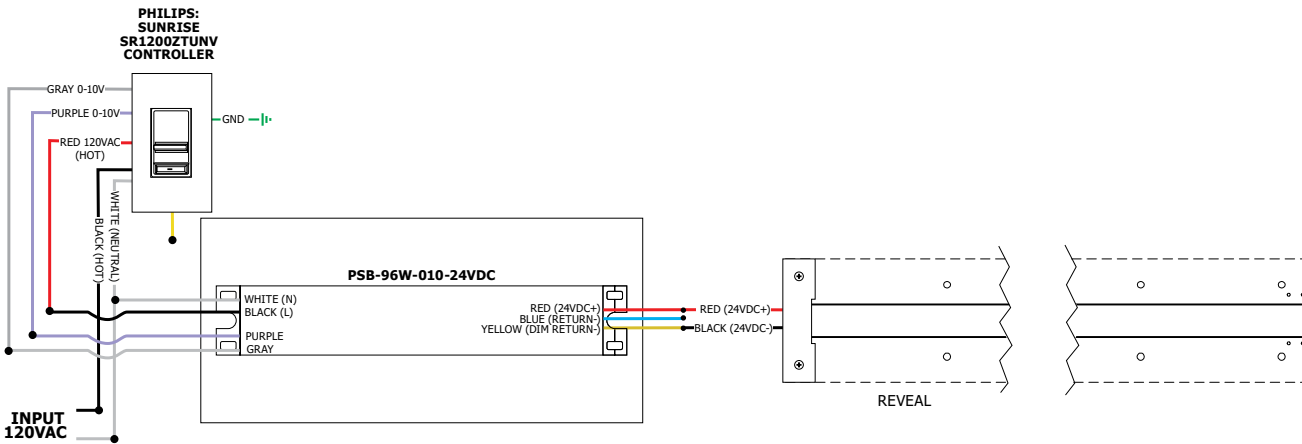 PHILIPS:
SUNRISE
SR1200ZTUNV
CONTROLLER
GRAY 0-10V
PURPLE 0-10V
RED 120VAC
(HOT)
GND
WHITE (NEUTRAL)
BLACK (HOT)
PSB-96W-010-24VDC
WHITE (N)
BLACK (L)
PURPLE
GRAY
RED (24VDC+)
BLUE (RETURN-)
YELLOW (DIM RETURN-)
RED (24VDC+)
BLACK (24VDC-)
REVEAL
INPUT
120VAC